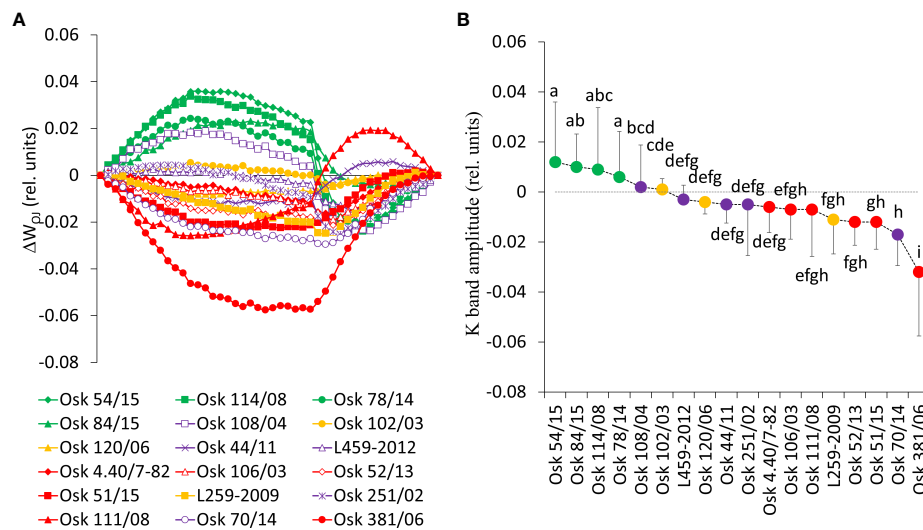 A
B
ΔWρJ (rel. units)
0.06
0.04
0.02
0
-0.02
-0.04
-0.06
-0.08
Osk 54/15 Osk 114/08 Osk 78/14
Osk 84/15 Osk 108/04 Osk 102/03
Osk 120/06 Osk 44/11 L459-2012
Osk 4.40/7-82 Osk 106/03 Osk 52/13
Osk 51/15 L259-2009 Osk 251/02
Osk 111/08 Osk 70/14 Osk 381/06
K band amplitude (rel. units)
0.06
0.04
0.02
0
-0.02
-0.04
-0.06
-0.08
a
ab
abc
a
bcd
cde
defg
defg
defg
defg
efgh
efgh
fgh
fgh
gh
h
i
Osk 54/15
Osk 84/15
Osk 114/08
Osk 78/14
Osk 108/04
Osk 102/03
L459-2012
Osk 120/06
Osk 44/11
Osk 251/02
Osk 4.40/7-82
Osk 106/03
Osk 111/08
L259-2009
Osk 52/13
Osk 51/15
Osk 70/14
Osk 381/06